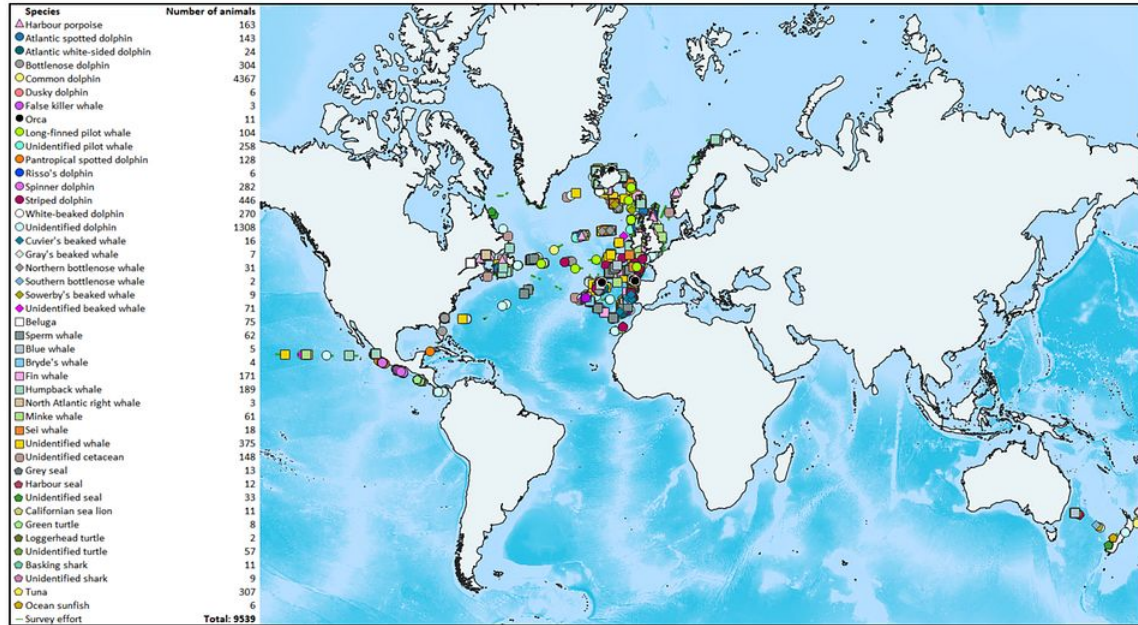 Species Number of animals
Harbour porpoise 163
Atlantic spotted dolphin 143
Atlantic white-sided dolphin 24
Bottlenose dolphin 304
Common dolphin 4367
Dusky dolphin 6
False killer whale 3
Orca 11
Long-finned pilot whale 104
Unidentified pilot whale 258
Pantropical spotted dolphin 128
Risso's dolphin 6
Spinner dolphin 282
Striped dolphin 446
White-beaked dolphin 270
Unidentified dolphin 1308
Cuvier's beaked whale 16
Gray's beaked whale 7
Northern bottlenose whale 31
Southern bottlenose whale 2
Sowerby's beaked whale 9
Unidentified beaked whale 71
Beluga 75
Sperm whale 62
Blue whale 5
Bryde's whale 4
Fin whale 171
Humpback whale 189
North Atlantic right whale 3
Minke whale 61
Sei whale 18
Unidentified whale 375
Unidentified cetacean 148
Grey seal 13
Harbour seal 12
Unidentified seal 33
Californian sea lion 11
Green turtle 8
Loggerhead turtle 2
Unidentified turtle 57
Basking shark 11
Unidentified shark 9
Tuna 307
Ocean sunfish 6
Survey effort Total: 9539